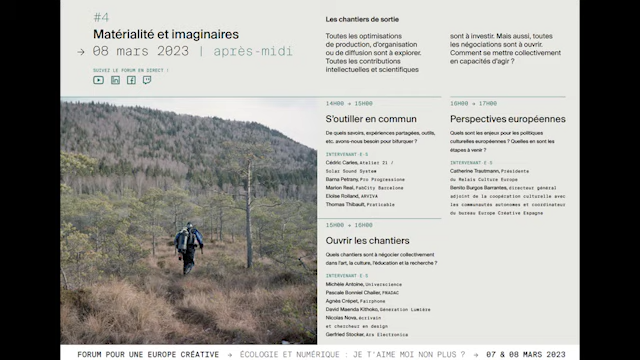 #4
Matérialité et imaginaires
→ 08 mars 2023 | après-midi
SUIVEZ LE FORUM EN DIRECT !
Les chantiers de sortie
Toutes les optimisations
de production, d'organisation
ou de diffusion sont à explorer.
Toutes les contributions
intellectuelles et scientifiques
sont à investir. Mais aussi, toutes
les négociations sont à ouvrir.
Comment se mettre collectivement
en capacités d'agir ?
14H00 → 15H00
S'outiller en commun
De quels savoirs, expériences partagées, outils,
etc. avons-nous besoin pour bifurquer ?
INTERVENANT·E·S
Cédric Carles, Atelier 21 /
Solar Sound System
Barna Petrany, Pro Progressione
Marion Real, FabCity Barcelona
Eloïse Rolland, ARVIVA
Thomas Thibault, Praticable
15H00 → 16H00
Ouvrir les chantiers
Quels chantiers sont à négocier collectivement
dans l'art, la culture, l'éducation et la recherche ?
INTERVENANT·E·S
Michèle Antoine, Universcience
Pascale Bonniel Chalier, FRADAC
Agnès Crepet, Fairphone
David Maenda Kithoko, Génération Lumière
Nicolas Nova, écrivain
et chercheur en design
Gerfried Stocker, Ars Electronica
16H00 → 17H00
Perspectives européennes
Quels sont les enjeux pour les politiques
culturelles européennes ? Quelles en sont les
étapes à venir ?
INTERVENANT·E·S
Catherine Trautmann, Présidente
du Relais Culture Europe
Benito Burgos Barrantes, directeur général
adjoint de la coopération culturelle avec
les communautés autonomes et coordinateur
du bureau Europe Créative Espagne
FORUM POUR UNE EUROPE CRÉATIVE → ÉCOLOGIE ET NUMÉRIQUE : JE T'AIME MOI NON PLUS ? → 07 & 08 MARS 2023